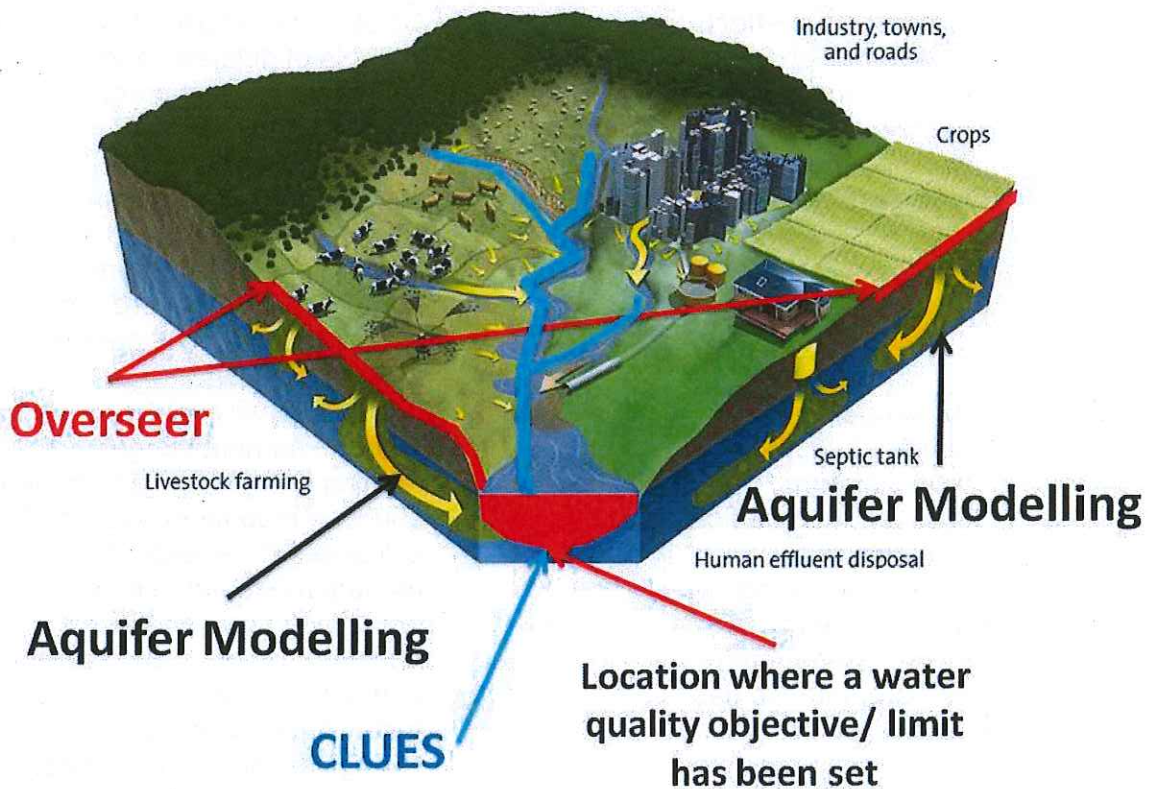 Industry, towns,
and roads
Crops
Overseer
Livestock farming
Septic tank
Aquifer Modelling
Human effluent disposal
Aquifer Modelling
Location where a water
quality objective/ limit
has been set
CLUES